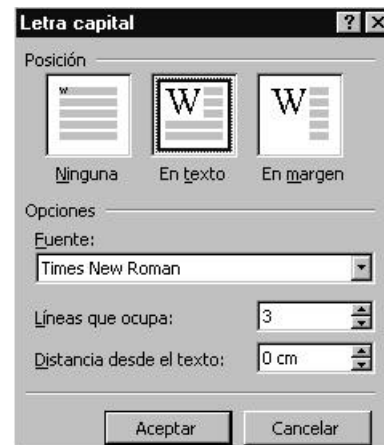 Letra capital
Posición
W W W
Ninguna En texto En margen
Opciones
Fuente:
Times New Roman
Líneas que ocupa: 3
Distancia desde el texto: 0 cm
Aceptar Cancelar